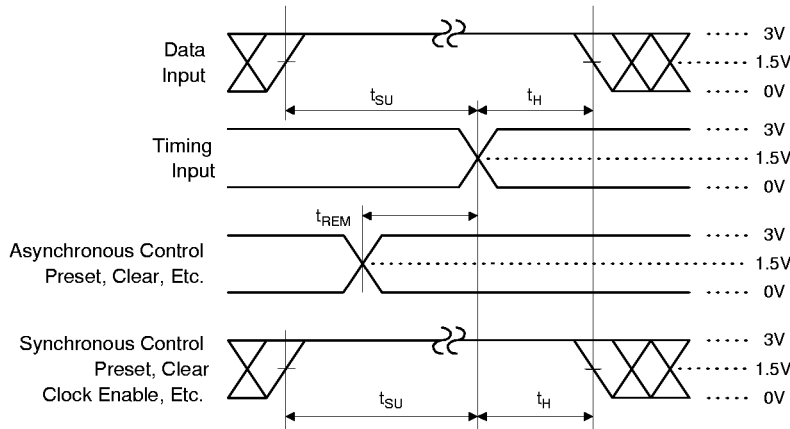 Data
Input
3V
1.5V
0V
tSU
tH
Timing
Input
3V
1.5V
0V
tREM
Asynchronous Control
Preset, Clear, Etc.
3V
1.5V
0V
Synchronous Control
Preset, Clear
Clock Enable, Etc.
3V
1.5V
0V
tSU
tH